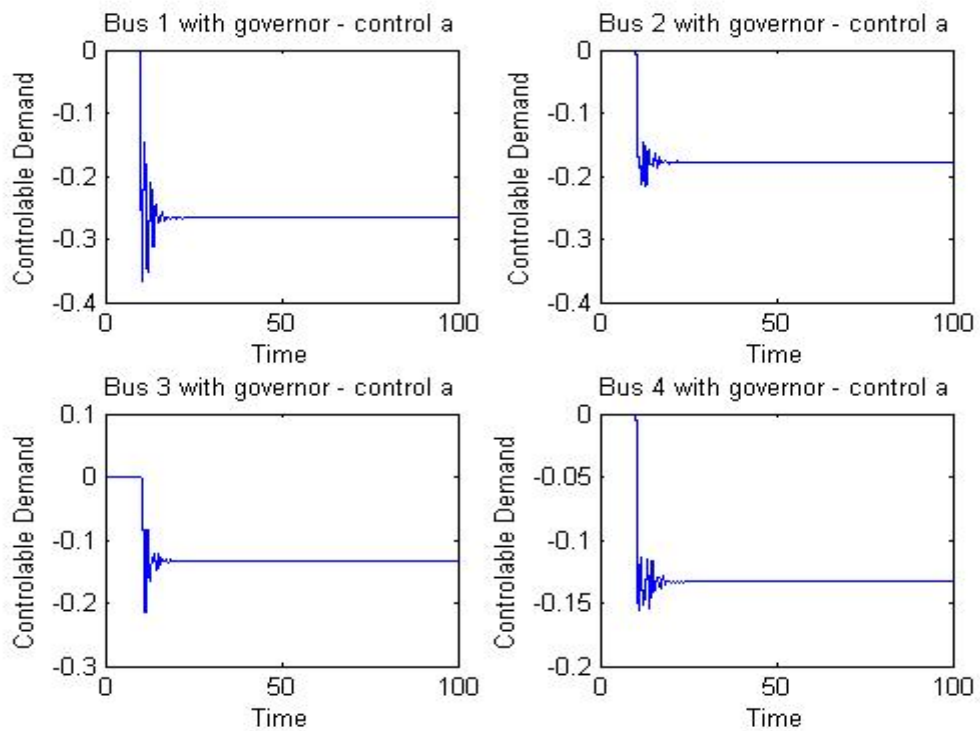 Bus 1 with governor - control a
0
-0.1
-0.2
-0.3
-0.4
Controlable Demand
0 50 100
Time
Bus 2 with governor - control a
0
-0.1
-0.2
-0.3
-0.4
Controlable Demand
0 50 100
Time
Bus 3 with governor - control a
0.1
0
-0.1
-0.2
-0.3
Controlable Demand
0 50 100
Time
Bus 4 with governor - control a
0
-0.05
-0.1
-0.15
-0.2
Controlable Demand
0 50 100
Time